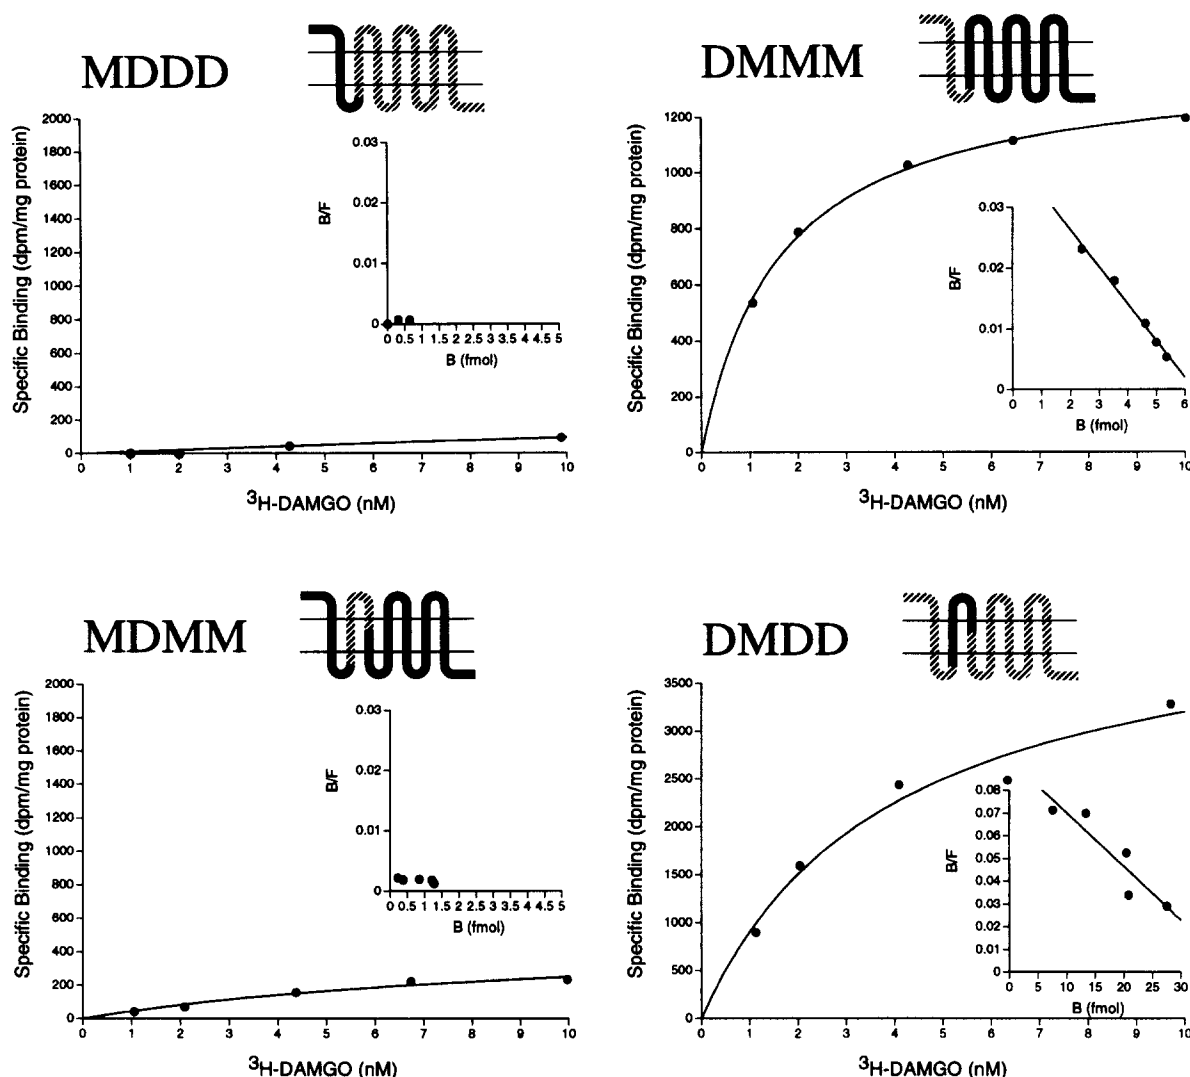 MDDD
Specific Binding (dpm/mg protein)
2000
1800
1600
1400
1200
1000
800
600
400
200
0
0 1 2 3 4 5 6 7 8 9 10
³H-DAMGO (nM)
B/F
0.03
0.02
0.01
0
0 0.5 1 1.5 2 2.5 3 3.5 4 4.5 5
B (fmol)
DMMM
Specific Binding (dpm/mg protein)
1200
1000
800
600
400
200
0
0 1 2 3 4 5 6 7 8 9 10
³H-DAMGO (nM)
B/F
0.03
0.02
0.01
0
0 1 2 3 4 5 6
B (fmol)
MDMM
Specific Binding (dpm/mg protein)
2000
1800
1600
1400
1200
1000
800
600
400
200
0
0 1 2 3 4 5 6 7 8 9 10
³H-DAMGO (nM)
B/F
0.03
0.02
0.01
0
0 0.5 1 1.5 2 2.5 3 3.5 4 4.5 5
B (fmol)
DMDD
Specific Binding (dpm/mg protein)
3500
3000
2500
2000
1500
1000
500
0
0 1 2 3 4 5 6 7 8 9 10
³H-DAMGO (nM)
B/F
0.08
0.07
0.06
0.05
0.04
0.03
0.02
0.01
0
0 5 10 15 20 25 30
B (fmol)